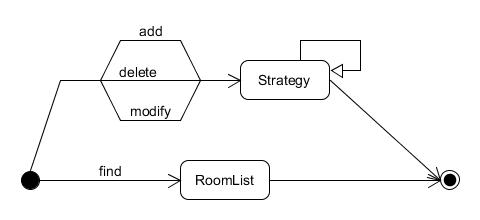 add
delete
Strategy
modify
find
RoomList